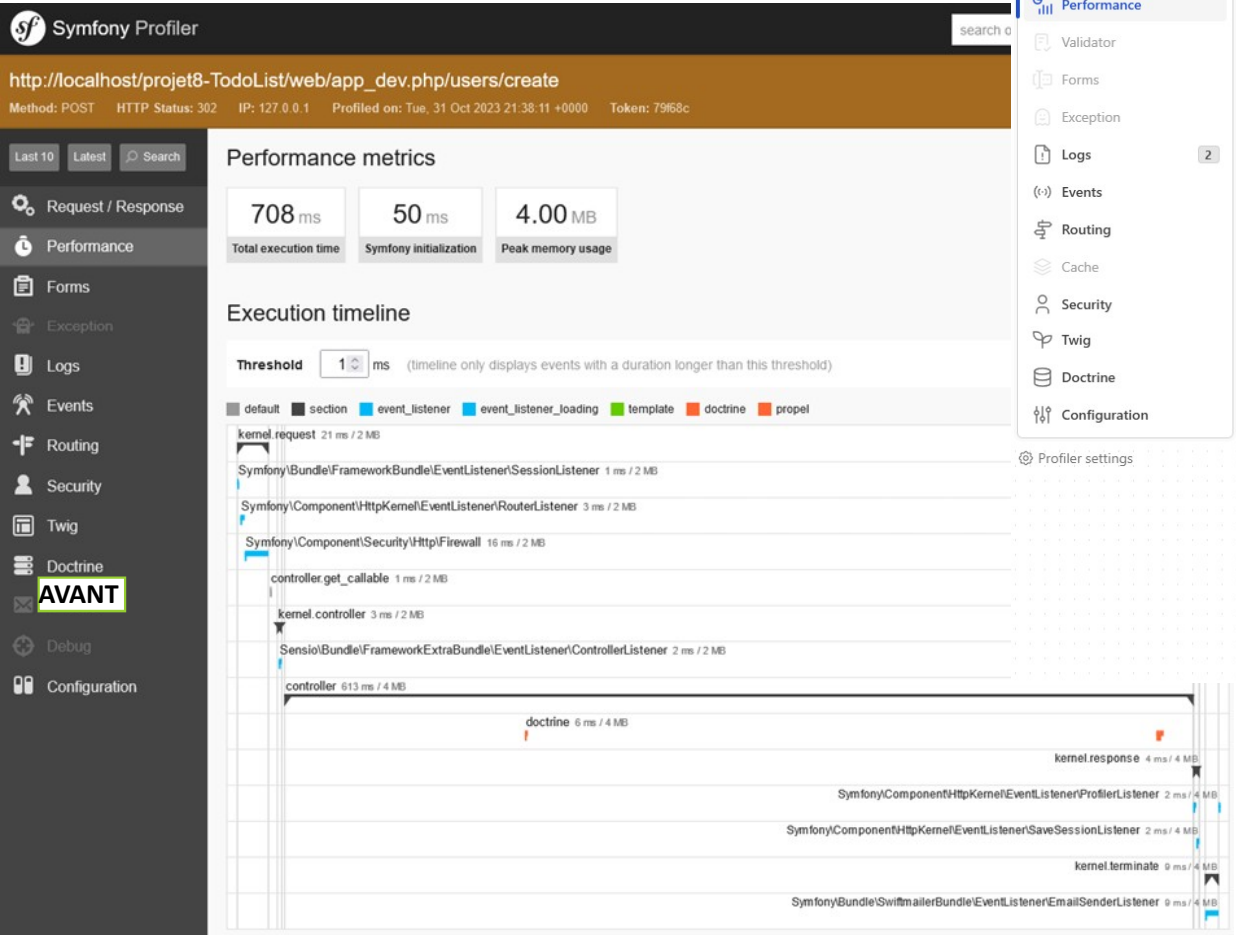 Symfony Profiler
search o
http://localhost/projet8-TodoList/web/app_dev.php/users/create
Method: POST HTTP Status: 302 IP: 127.0.0.1 Profiled on: Tue, 31 Oct 2023 21:38:11 +0000 Token: 79f68c
Last 10 Latest Search
Request / Response
Performance
Forms
Exception
Logs
Events
Routing
Security
Twig
Doctrine
AVANT
Debug
Configuration
Performance metrics
708 ms
Total execution time
50 ms
Symfony initialization
4.00 MB
Peak memory usage
Execution timeline
Threshold 1 ms (timeline only displays events with a duration longer than this threshold)
default section event_listener event_listener_loading template doctrine propel
kernel.request 21 ms / 2 MB
Symfony\Bundle\FrameworkBundle\EventListener\SessionListener 1 ms / 2 MB
Symfony\Component\HttpKernel\EventListener\RouterListener 3 ms / 2 MB
Symfony\Component\Security\Http\Firewall 16 ms / 2 MB
controller.get_callable 1 ms / 2 MB
kernel.controller 3 ms / 2 MB
Sensio\Bundle\FrameworkExtraBundle\EventListener\ControllerListener 2 ms / 2 MB
controller 613 ms / 4 MB
doctrine 6 ms / 4 MB
kernel.response 4 ms / 4 MB
Symfony\Component\HttpKernel\EventListener\ProfilerListener 2 ms / 4 MB
Symfony\Component\HttpKernel\EventListener\SaveSessionListener 2 ms / 4 MB
kernel.terminate 9 ms / 4 MB
Symfony\Bundle\SwiftmailerBundle\EventListener\EmailSenderListener 9 ms / 4 MB
Performance
Validator
Forms
Exception
Logs 2
Events
Routing
Cache
Security
Twig
Doctrine
Configuration
Profiler settings